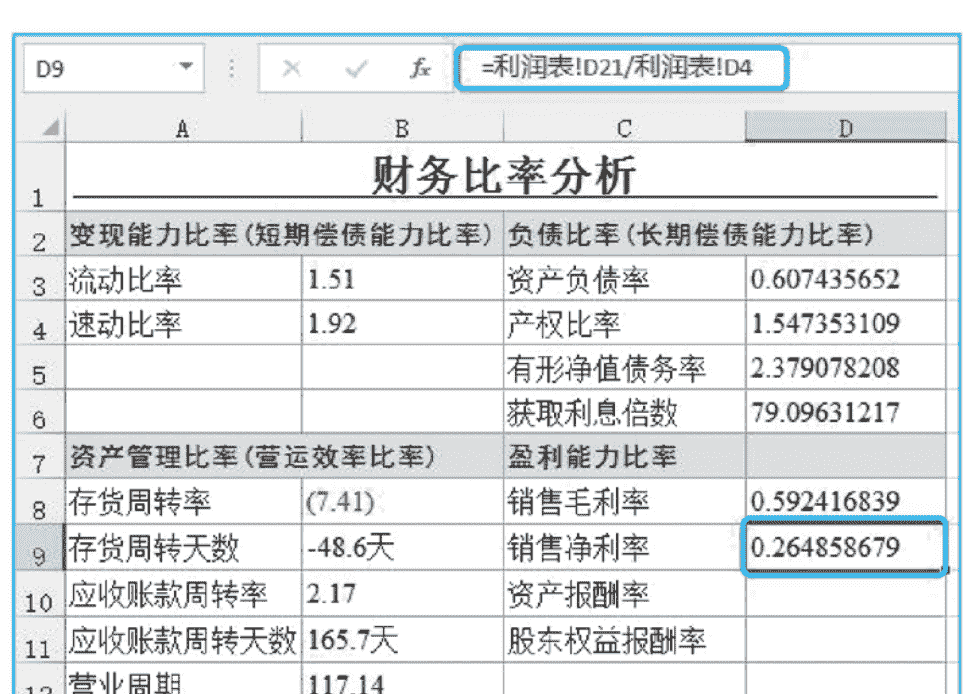 D9 fx =利润表!D21/利润表!D4
A B C D
1 财务比率分析
2 变现能力比率(短期偿债能力比率) 负债比率(长期偿债能力比率)
3 流动比率 1.51 资产负债率 0.607435652
4 速动比率 1.92 产权比率 1.547353109
5 有形净值债务率 2.379078208
6 获取利息倍数 79.09631217
7 资产管理比率(营运效率比率) 盈利能力比率
8 存货周转率 (7.41) 销售毛利率 0.592416839
9 存货周转天数 -48.6天 销售净利率 0.264858679
10 应收账款周转率 2.17 资产报酬率
11 应收账款周转天数 165.7天 股东权益报酬率
12 营业周期 117.14